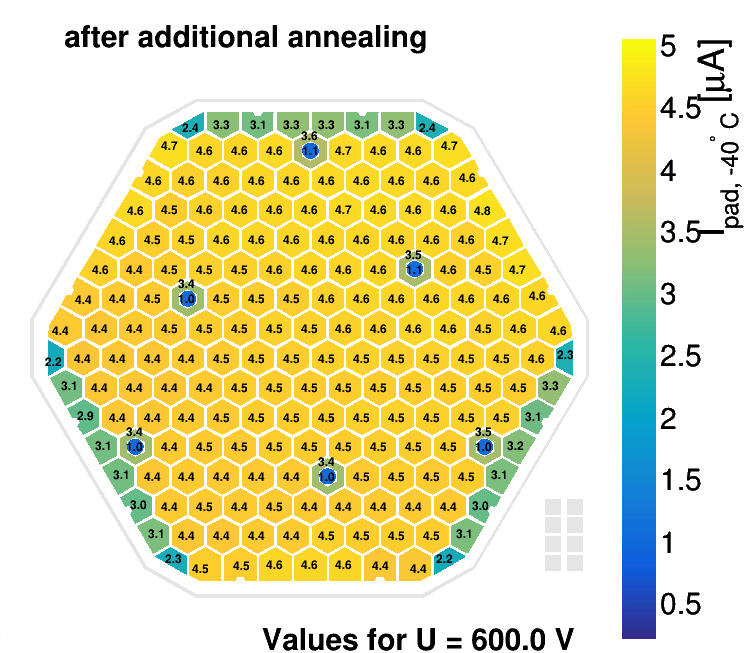 after additional annealing
2.4 3.3 3.1 3.3 3.3 3.1 3.3 2.4
3.6
4.7 4.6 4.6 4.6 1.1 4.7 4.6 4.6 4.7
4.6 4.6 4.6 4.6 4.6 4.6 4.6 4.6 4.6 4.6
4.6 4.5 4.6 4.6 4.6 4.6 4.7 4.6 4.6 4.6 4.8
4.6 4.5 4.5 4.6 4.6 4.6 4.6 4.6 4.6 4.6 4.6 4.7
3.5
4.6 4.4 4.5 4.5 4.5 4.6 4.6 4.6 4.6 1.1 4.6 4.5 4.7
3.4
4.4 4.4 4.5 1.0 4.5 4.5 4.5 4.6 4.6 4.6 4.6 4.6 4.6 4.6
4.4 4.4 4.4 4.5 4.5 4.5 4.5 4.5 4.6 4.6 4.6 4.5 4.6 4.6 4.6
2.2 4.4 4.4 4.4 4.4 4.5 4.5 4.5 4.5 4.5 4.5 4.5 4.5 4.5 4.6 2.3
3.1 4.4 4.4 4.4 4.4 4.5 4.5 4.5 4.5 4.5 4.5 4.5 4.5 4.5 3.3
2.9 4.4 4.4 4.4 4.5 4.5 4.5 4.5 4.5 4.5 4.5 4.5 4.5 3.1
3.4 3.5
3.1 1.0 4.4 4.5 4.5 4.5 4.5 4.5 4.5 4.5 4.5 1.0 3.2
3.4
3.1 4.4 4.4 4.4 4.4 4.4 1.0 4.5 4.5 4.5 4.5 3.1
3.0 4.4 4.4 4.5 4.4 4.4 4.4 4.4 4.5 4.5 3.0
3.1 4.4 4.4 4.4 4.4 4.5 4.4 4.5 4.5 3.1
2.3 4.5 4.5 4.6 4.6 4.6 4.4 4.4 2.2
5
4.5
4
3.5
3
2.5
2
1.5
1
0.5
I pad, -40° C [μA]
Values for U = 600.0 V